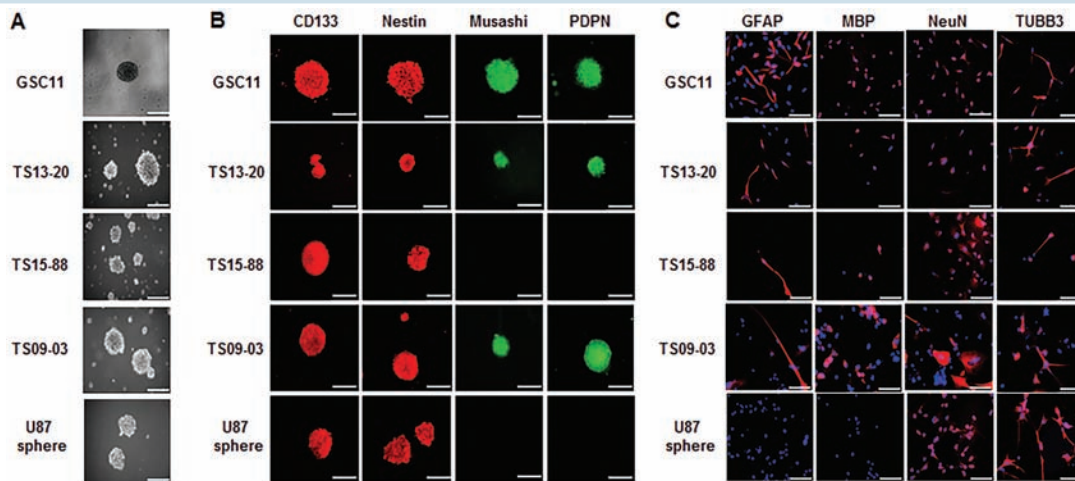 A
GSC11
TS13-20
TS15-88
TS09-03
U87
sphere
B
CD133 Nestin Musashi PDPN
GSC11
TS13-20
TS15-88
TS09-03
U87
sphere
C
GFAP MBP NeuN TUBB3
GSC11
TS13-20
TS15-88
TS09-03
U87
sphere